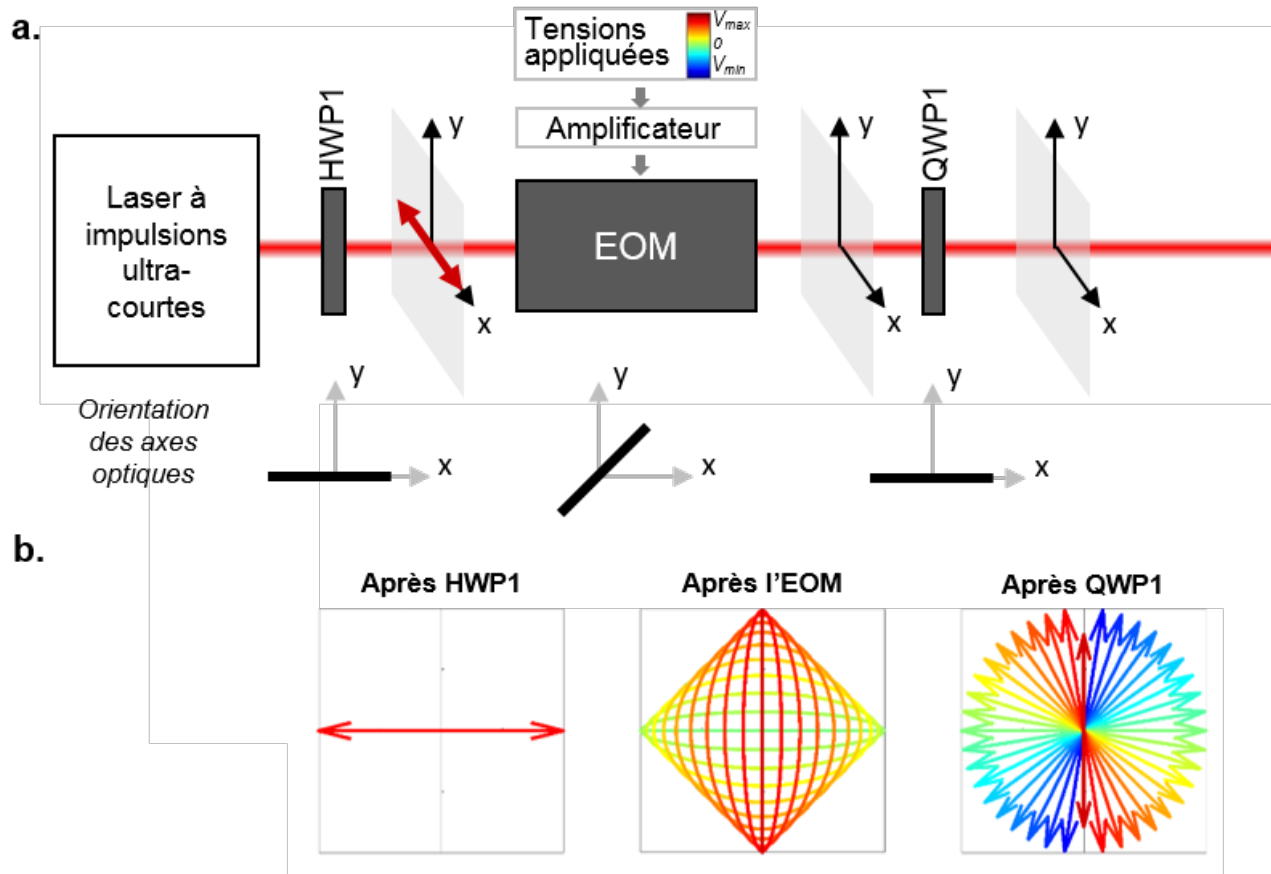 a.
Tensions
appliquées
Vmax
0
Vmin
HWP1
y
Amplificateur
y
QWP1
y
Laser à
impulsions
ultra-
courtes
EOM
x
x
x
Orientation
des axes
optiques
y
x
y
x
y
x
b.
Après HWP1
Après l'EOM
Après QWP1